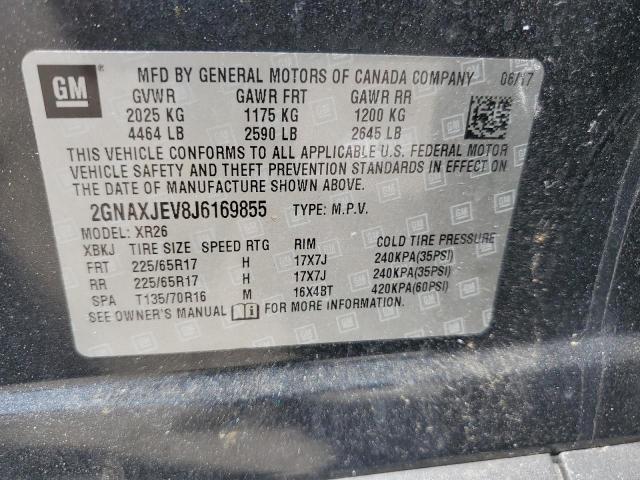 GM ®
MFD BY GENERAL MOTORS OF CANADA COMPANY 06/17
GVWR GAWR FRT GAWR RR
2025 KG 1175 KG 1200 KG
4464 LB 2590 LB 2645 LB
THIS VEHICLE CONFORMS TO ALL APPLICABLE U.S. FEDERAL MOTOR
VEHICLE SAFETY AND THEFT PREVENTION STANDARDS IN EFFECT ON
THE DATE OF MANUFACTURE SHOWN ABOVE.
2GNAXJEV8J6169855 TYPE: M.P.V.
MODEL: XR26
XBKJ TIRE SIZE SPEED RTG RIM COLD TIRE PRESSURE
FRT 225/65R17 H 17X7J 240KPA(35PSI)
RR 225/65R17 H 17X7J 240KPA(35PSI)
SPA T135/70R16 M 16X4BT 420KPA(60PSI)
SEE OWNER'S MANUAL FOR MORE INFORMATION.